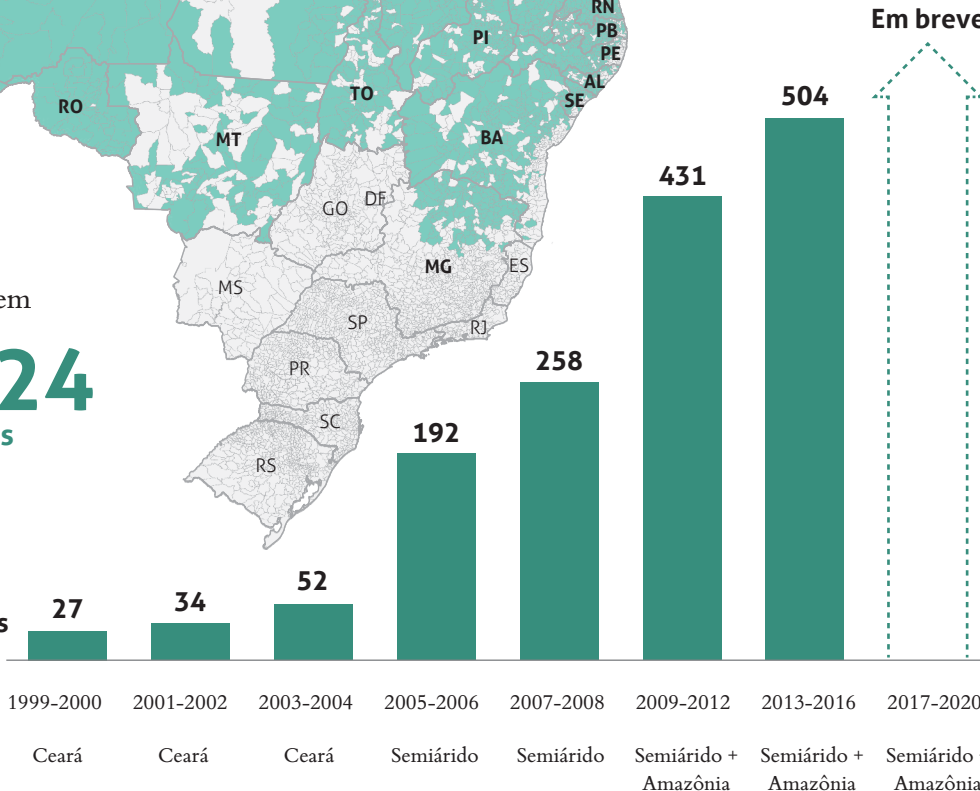 RN
Em breve
PI
PB
PE
AL
TO
SE
504
RO
MT
BA
431
GO
DF
MG
ES
MS
em
SP
RJ
258
PR
24
s
192
SC
RS
52
27
34
s
1999-2000
2001-2002
2003-2004
2005-2006
2007-2008
2009-2012
2013-2016
2017-2020
Ceará
Ceará
Ceará
Semiárido
Semiárido
Semiárido +
Amazônia
Semiárido +
Amazônia
Semiárido +
Amazônia